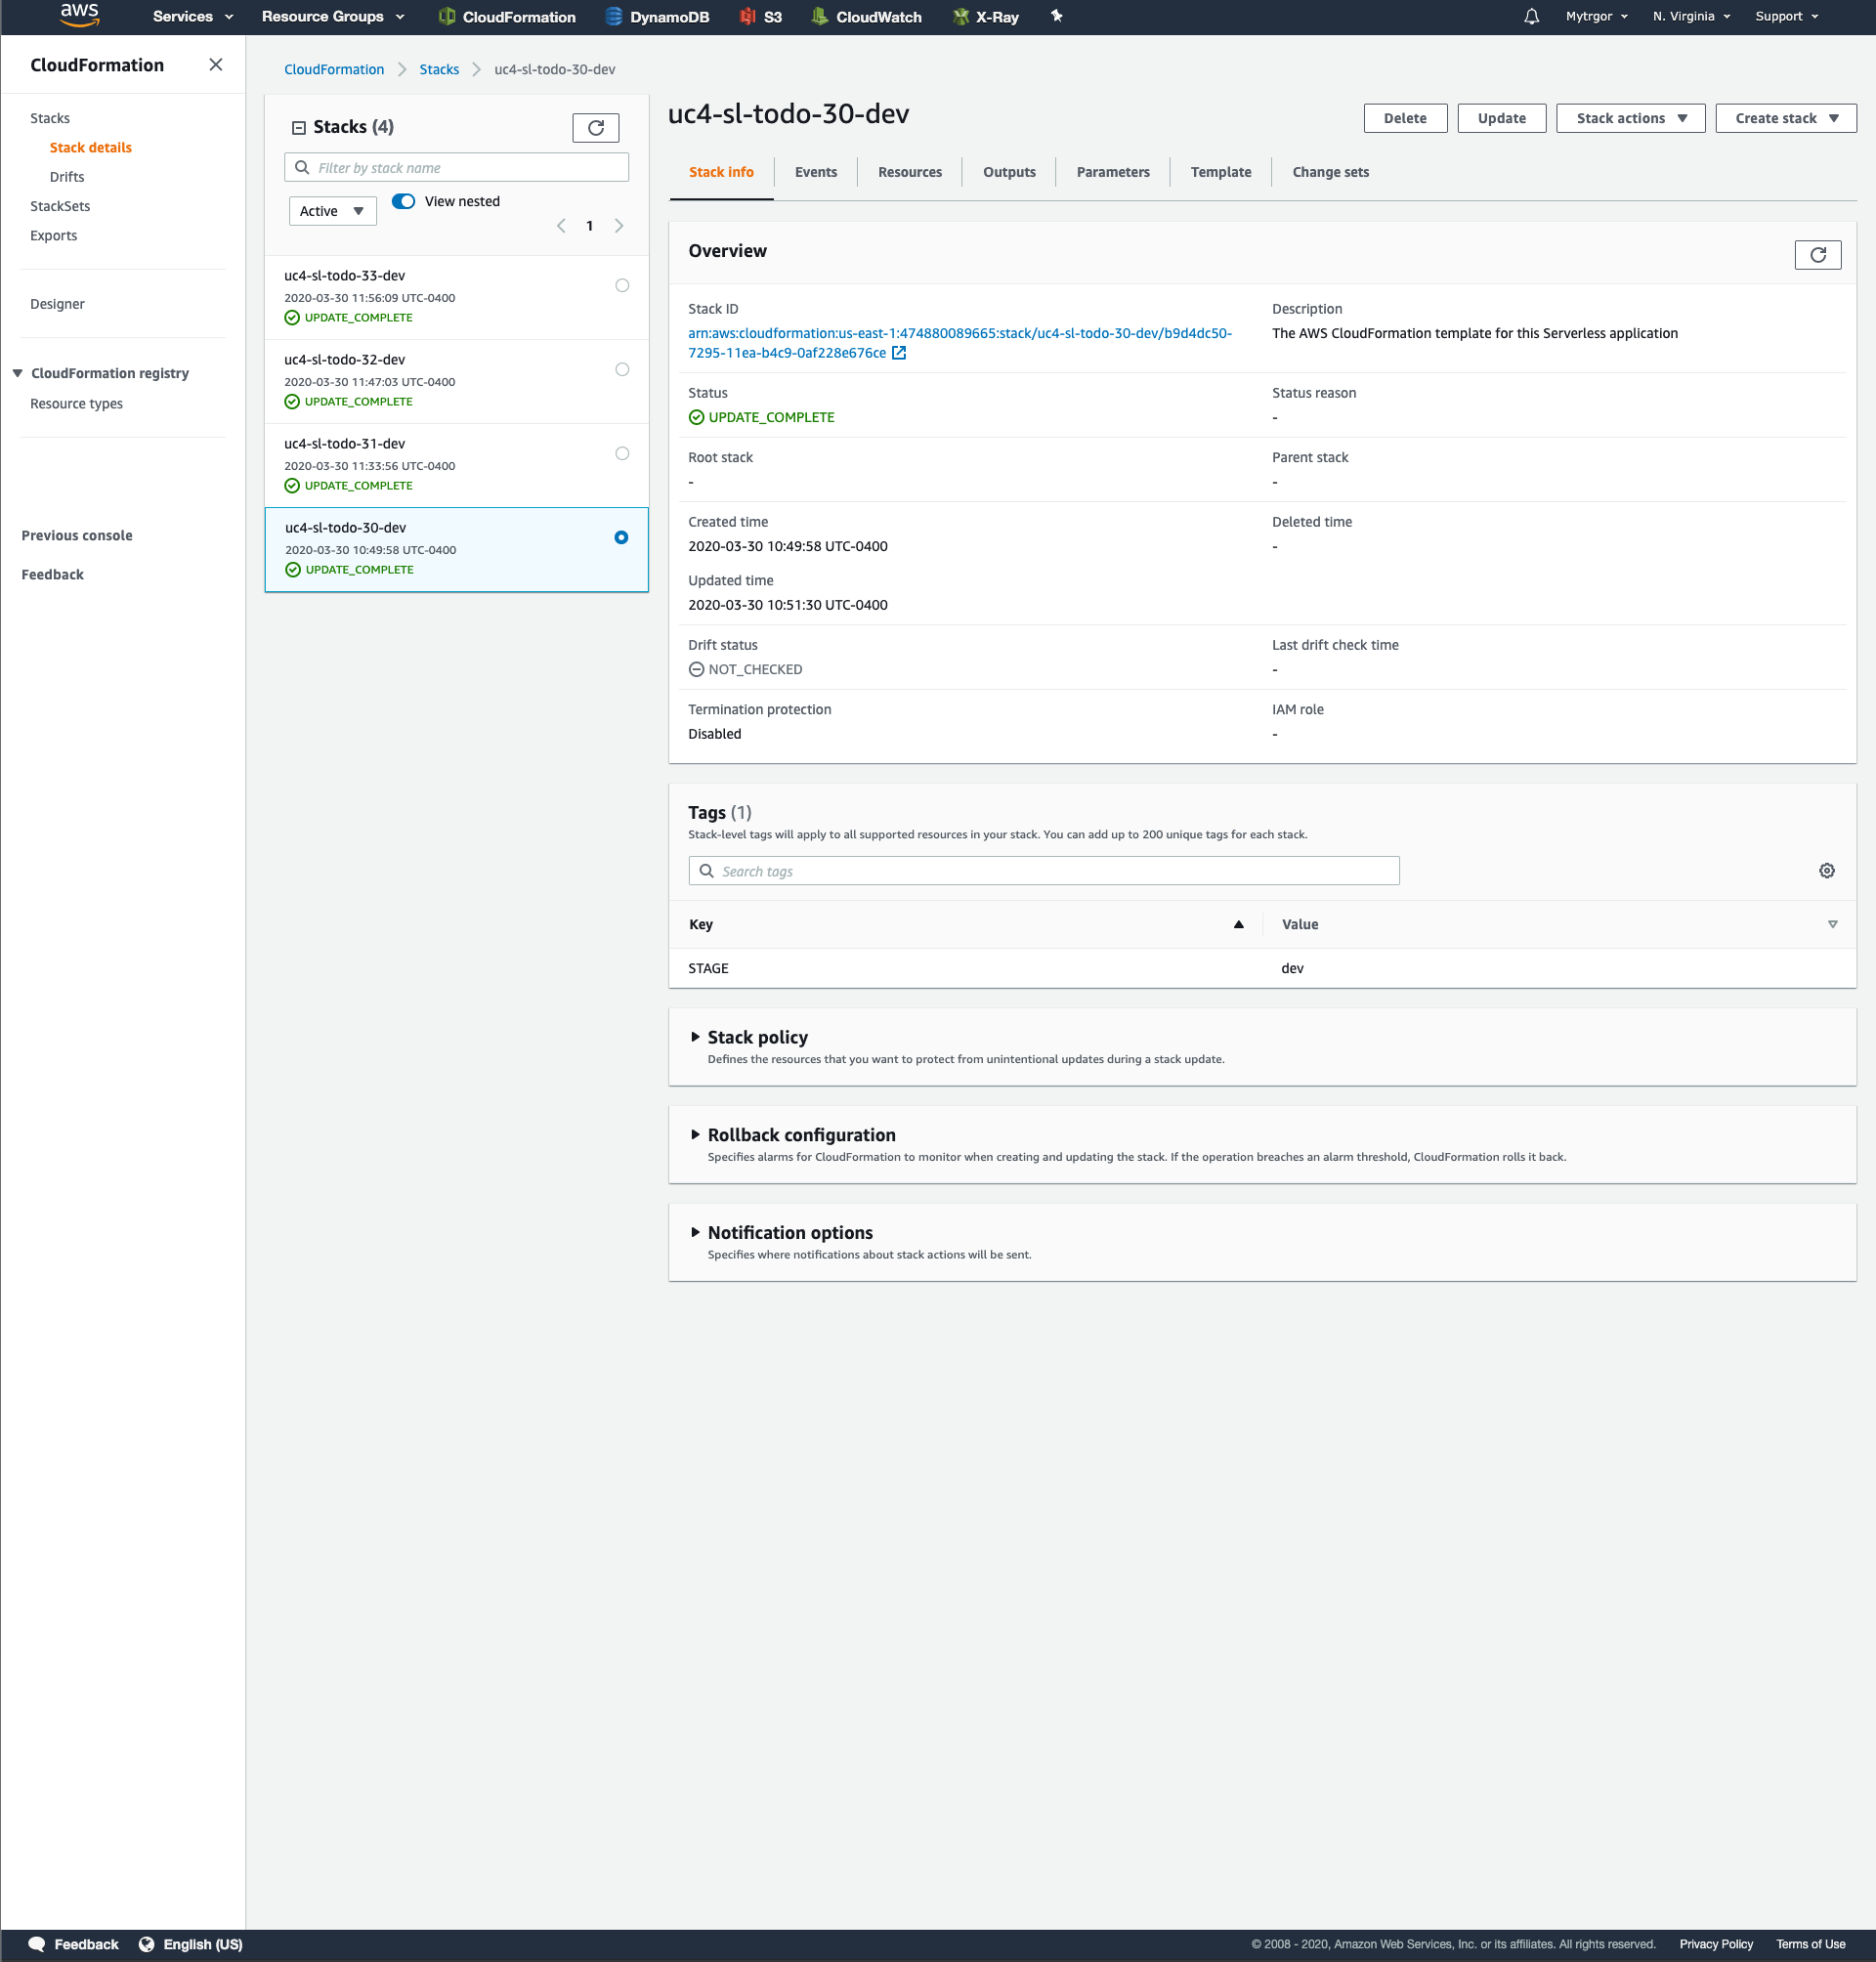 aws
Services
Resource Groups
CloudFormation
DynamoDB
S3
CloudWatch
X-Ray
Mytrgor
N. Virginia
Support
CloudFormation
Stacks
Stack details
Drifts
StackSets
Exports
Designer
CloudFormation registry
Resource types
Previous console
Feedback
CloudFormation
Stacks
uc4-sl-todo-30-dev
Stacks (4)
Filter by stack name
Active
View nested
1
uc4-sl-todo-33-dev
2020-03-30 11:56:09 UTC-0400
UPDATE_COMPLETE
uc4-sl-todo-32-dev
2020-03-30 11:47:03 UTC-0400
UPDATE_COMPLETE
uc4-sl-todo-31-dev
2020-03-30 11:33:56 UTC-0400
UPDATE_COMPLETE
uc4-sl-todo-30-dev
2020-03-30 10:49:58 UTC-0400
UPDATE_COMPLETE
uc4-sl-todo-30-dev
Delete
Update
Stack actions
Create stack
Stack info
Events
Resources
Outputs
Parameters
Template
Change sets
Overview
Stack ID
arn:aws:cloudformation:us-east-1:474880089665:stack/uc4-sl-todo-30-dev/b9d4dc50-
7295-11ea-b4c9-0af228e676ce
Description
The AWS CloudFormation template for this Serverless application
Status
UPDATE_COMPLETE
Status reason
-
Root stack
-
Parent stack
-
Created time
2020-03-30 10:49:58 UTC-0400
Deleted time
-
Updated time
2020-03-30 10:51:30 UTC-0400
Drift status
NOT_CHECKED
Last drift check time
-
Termination protection
Disabled
IAM role
-
Tags (1)
Stack-level tags will apply to all supported resources in your stack. You can add up to 200 unique tags for each stack.
Search tags
Key
Value
STAGE
dev
Stack policy
Defines the resources that you want to protect from unintentional updates during a stack update.
Rollback configuration
Specifies alarms for CloudFormation to monitor when creating and updating the stack. If the operation breaches an alarm threshold, CloudFormation rolls it back.
Notification options
Specifies where notifications about stack actions will be sent.
Feedback
English (US)
© 2008 - 2020, Amazon Web Services, Inc. or its affiliates. All rights reserved.
Privacy Policy
Terms of Use